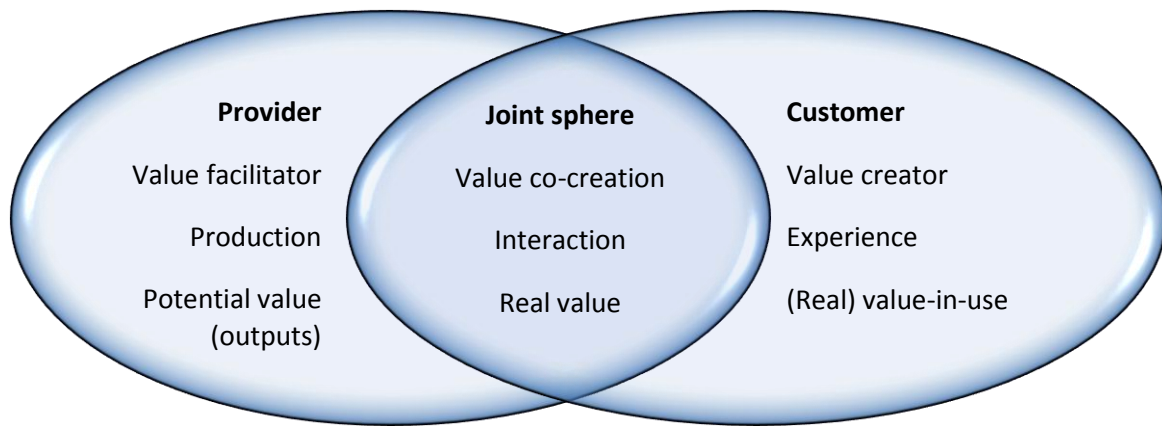 Provider
Value facilitator
Production
Potential value
(outputs)
Joint sphere
Value co-creation
Interaction
Real value
Customer
Value creator
Experience
(Real) value-in-use